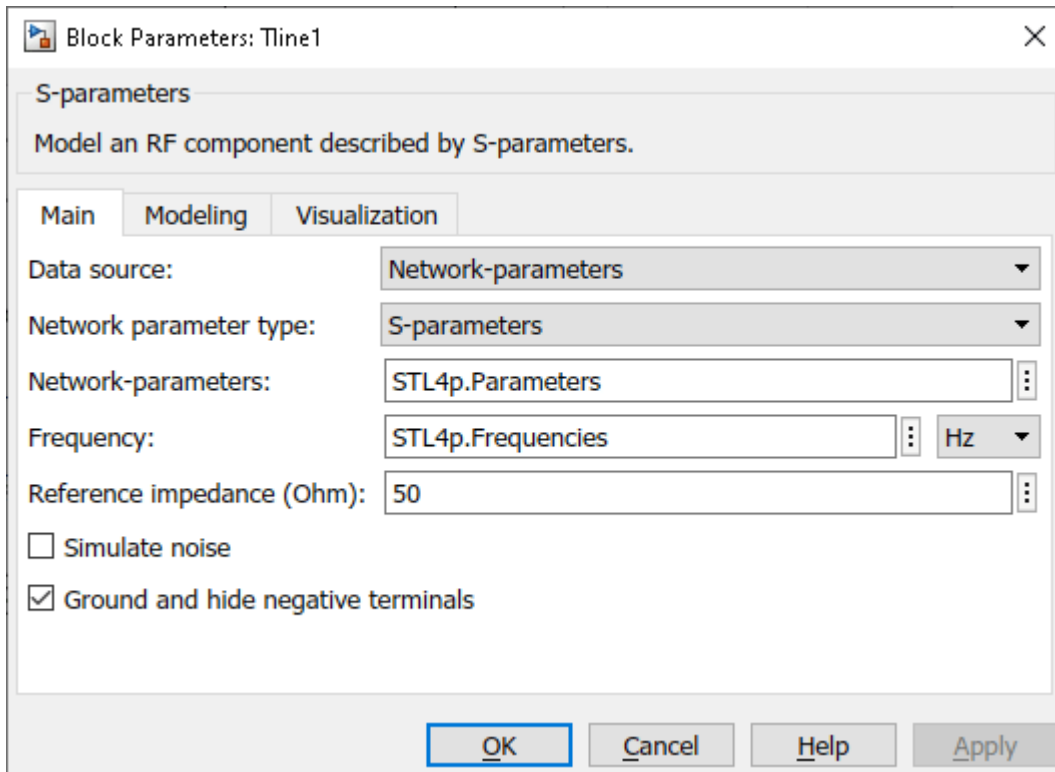 Block Parameters: Tline1
S-parameters
Model an RF component described by S-parameters.
Main Modeling Visualization
Data source: Network-parameters
Network parameter type: S-parameters
Network-parameters: STL4p.Parameters
Frequency: STL4p.Frequencies Hz
Reference impedance (Ohm): 50
Simulate noise
Ground and hide negative terminals
OK Cancel Help Apply